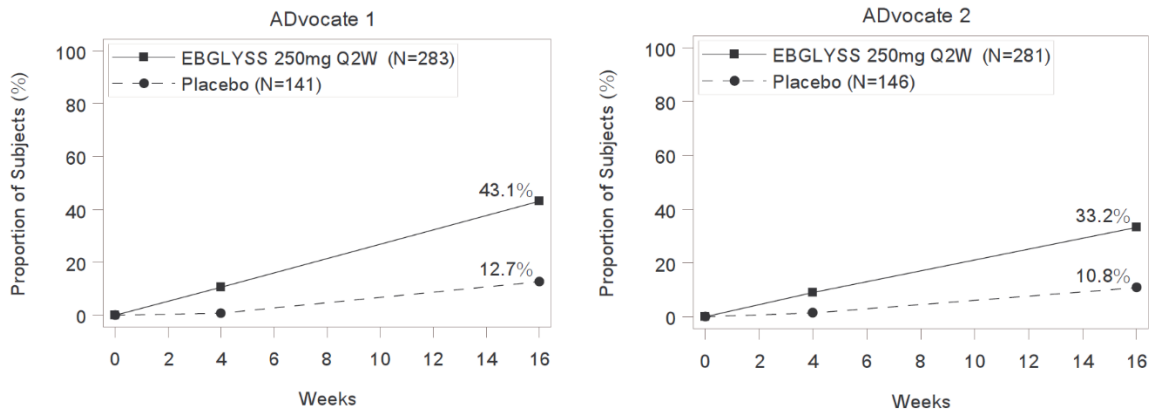 ADvocate 1
EBGLYSS 250mg Q2W (N=283)
Placebo (N=141)
Proportion of Subjects (%)
100
80
60
40
20
0
43.1%
12.7%
0 2 4 6 8 10 12 14 16
Weeks
ADvocate 2
EBGLYSS 250mg Q2W (N=281)
Placebo (N=146)
Proportion of Subjects (%)
100
80
60
40
20
0
33.2%
10.8%
0 2 4 6 8 10 12 14 16
Weeks